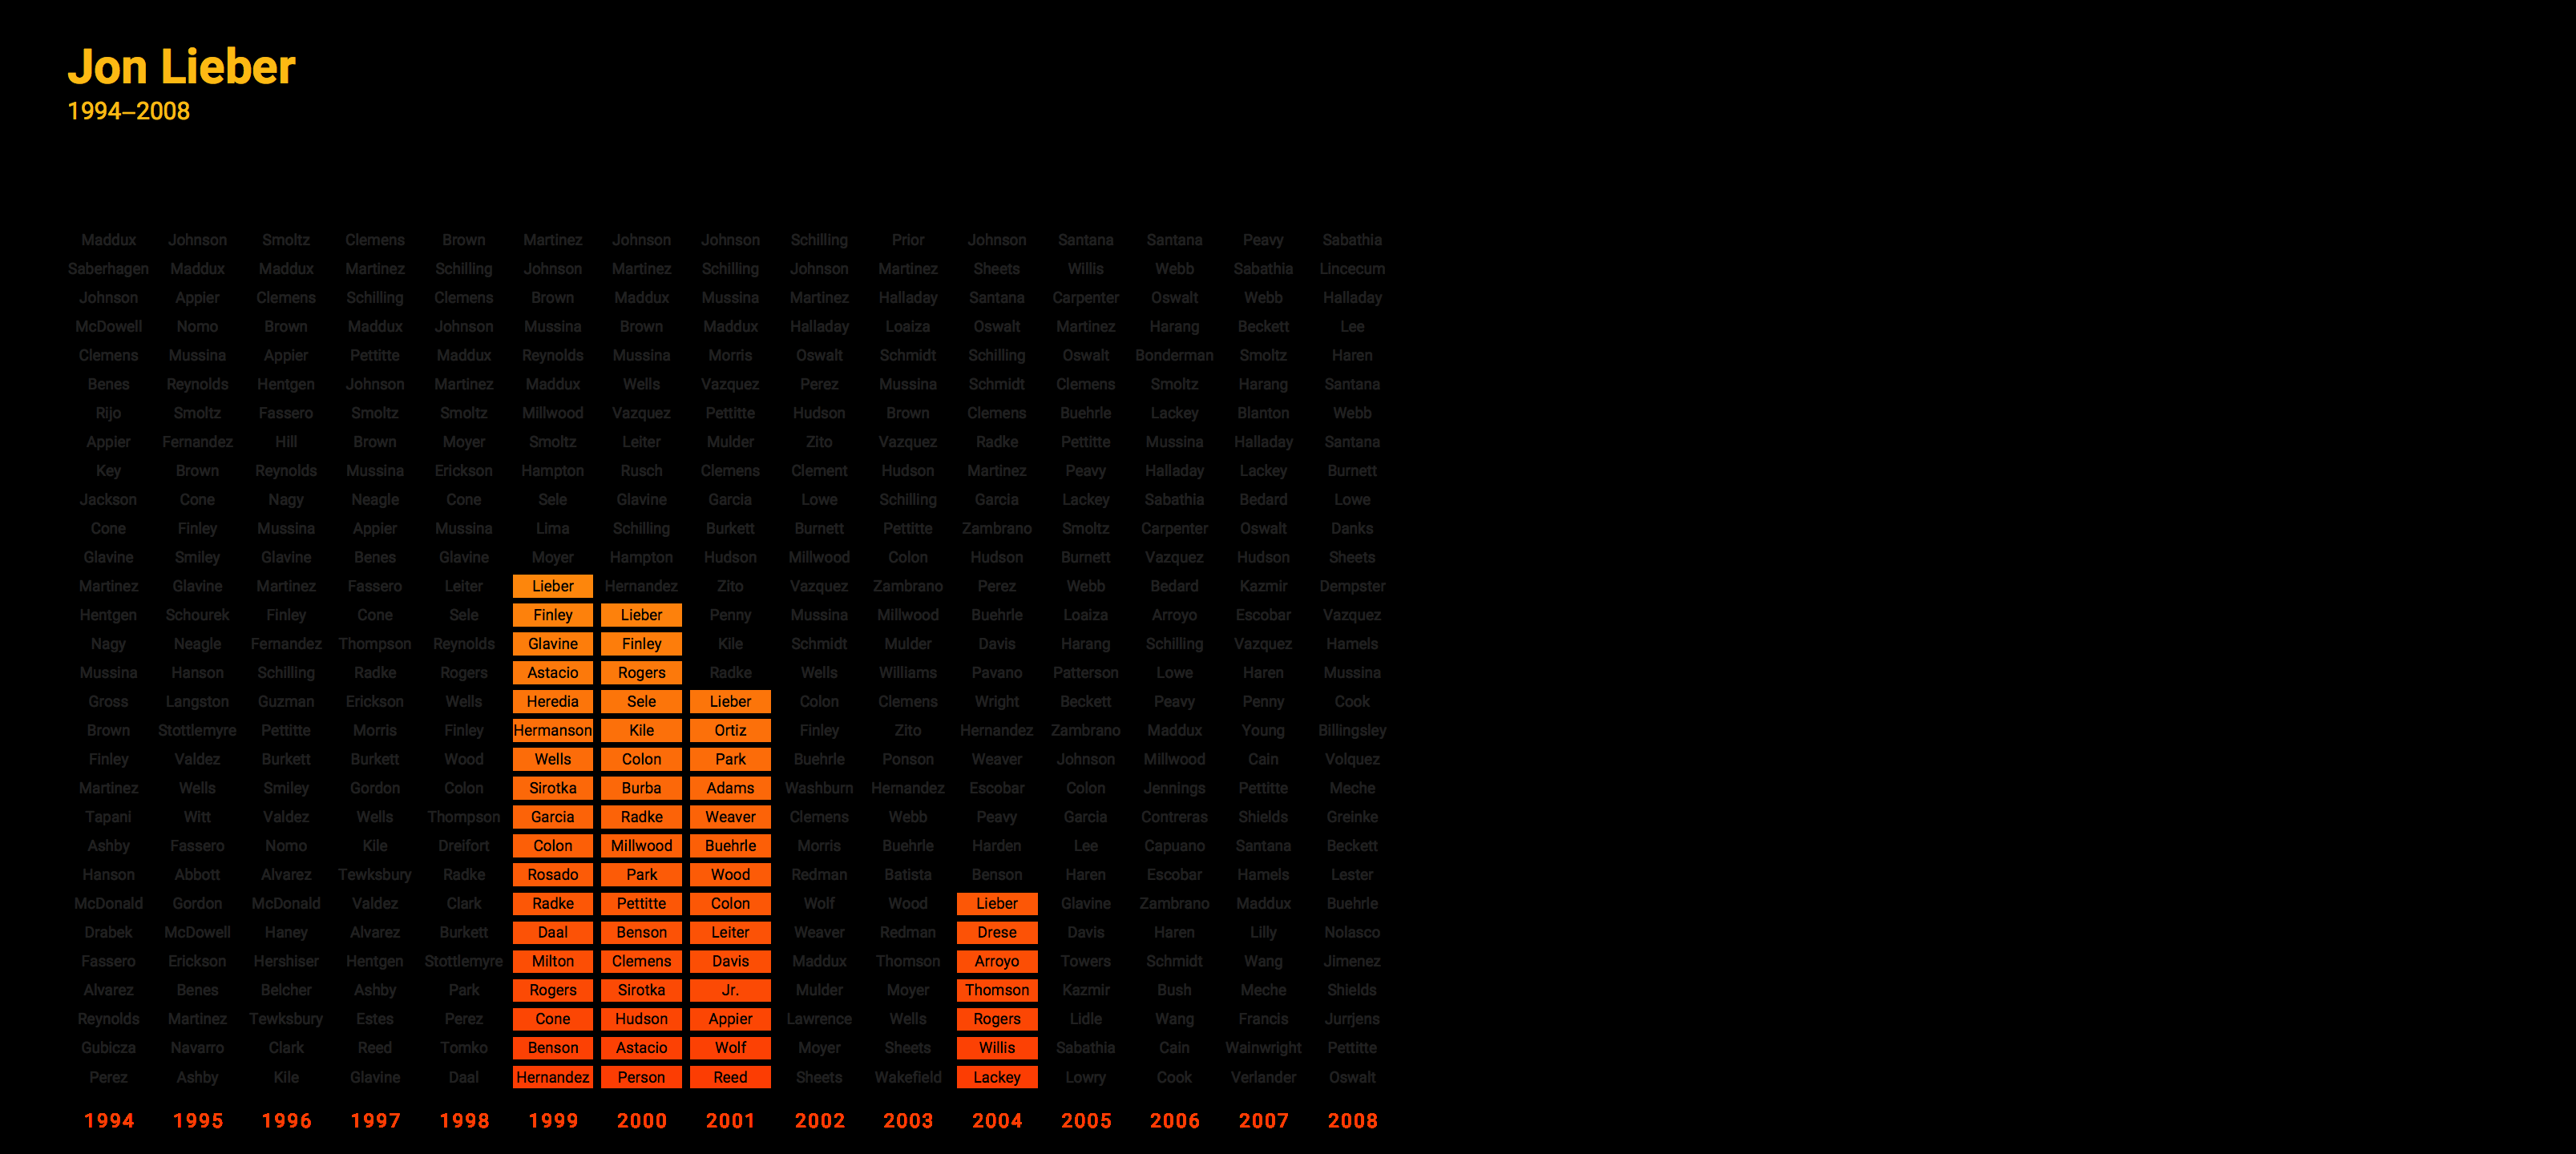 Jon Lieber
1994–2008
Maddux Johnson Smoltz Clemens Brown Martinez Johnson Johnson Schilling Prior Johnson Santana Santana Peavy Sabathia
Saberhagen Maddux Maddux Martinez Schilling Johnson Martinez Schilling Johnson Martinez Sheets Willis Webb Sabathia Lincecum
Johnson Appier Clemens Schilling Clemens Brown Maddux Mussina Martinez Halladay Santana Carpenter Oswalt Webb Halladay
McDowell Nomo Brown Maddux Johnson Mussina Brown Maddux Halladay Loaiza Oswalt Martinez Harang Beckett Lee
Clemens Mussina Appier Pettitte Maddux Reynolds Mussina Morris Oswalt Schmidt Schilling Oswalt Bonderman Smoltz Haren
Benes Reynolds Hentgen Johnson Martinez Maddux Wells Vazquez Perez Mussina Schmidt Clemens Smoltz Harang Santana
Rijo Smoltz Fassero Smoltz Smoltz Millwood Vazquez Pettitte Hudson Brown Clemens Buehrle Lackey Blanton Webb
Appier Fernandez Hill Brown Moyer Smoltz Leiter Mulder Zito Vazquez Radke Pettitte Mussina Halladay Santana
Key Brown Reynolds Mussina Erickson Hampton Rusch Clemens Clement Hudson Martinez Peavy Halladay Lackey Burnett
Jackson Cone Nagy Neagle Cone Sele Glavine Garcia Lowe Schilling Garcia Lackey Sabathia Bedard Lowe
Cone Finley Mussina Appier Mussina Lima Schilling Burkett Burnett Pettitte Zambrano Smoltz Carpenter Oswalt Danks
Glavine Smiley Glavine Benes Glavine Moyer Hampton Hudson Millwood Colon Hudson Burnett Vazquez Hudson Sheets
Martinez Glavine Martinez Fassero Leiter Lieber Hernandez Zito Vazquez Zambrano Perez Webb Bedard Kazmir Dempster
Hentgen Schourek Finley Cone Sele Finley Lieber Penny Mussina Millwood Buehrle Loaiza Arroyo Escobar Vazquez
Nagy Neagle Fernandez Thompson Reynolds Glavine Finley Kile Schmidt Mulder Davis Harang Schilling Vazquez Hamels
Mussina Hanson Schilling Radke Rogers Astacio Rogers Radke Wells Williams Pavano Patterson Lowe Haren Mussina
Gross Langston Guzman Erickson Wells Heredia Sele Lieber Colon Clemens Wright Beckett Peavy Penny Cook
Brown Stottlemyre Pettitte Morris Finley Hermanson Kile Ortiz Finley Zito Hernandez Zambrano Maddux Young Billingsley
Finley Valdez Burkett Burkett Wood Wells Colon Park Buehrle Ponson Weaver Johnson Millwood Cain Volquez
Martinez Wells Smiley Gordon Colon Sirotka Burba Adams Washburn Hernandez Escobar Colon Jennings Pettitte Meche
Tapani Witt Valdez Wells Thompson Garcia Radke Weaver Clemens Webb Peavy Garcia Contreras Shields Greinke
Ashby Fassero Nomo Kile Dreifort Colon Millwood Buehrle Morris Buehrle Harden Lee Capuano Santana Beckett
Hanson Abbott Alvarez Tewksbury Radke Rosado Park Wood Redman Batista Benson Haren Escobar Hamels Lester
McDonald Gordon McDonald Valdez Clark Radke Pettitte Colon Wolf Wood Lieber Glavine Zambrano Maddux Buehrle
Drabek McDowell Haney Alvarez Burkett Daal Benson Leiter Weaver Redman Drese Davis Haren Lilly Nolasco
Fassero Erickson Hershiser Hentgen Stottlemyre Milton Clemens Davis Maddux Thomson Arroyo Towers Schmidt Wang Jimenez
Alvarez Benes Belcher Ashby Park Rogers Sirotka Jr. Mulder Moyer Thomson Kazmir Bush Meche Shields
Reynolds Martinez Tewksbury Estes Perez Cone Hudson Appier Lawrence Wells Rogers Lidle Wang Francis Jurrjens
Gubicza Navarro Clark Reed Tomko Benson Astacio Wolf Moyer Sheets Willis Sabathia Cain Wainwright Pettitte
Perez Ashby Kile Glavine Daal Hernandez Person Reed Sheets Wakefield Lackey Lowry Cook Verlander Oswalt
1994 1995 1996 1997 1998 1999 2000 2001 2002 2003 2004 2005 2006 2007 2008